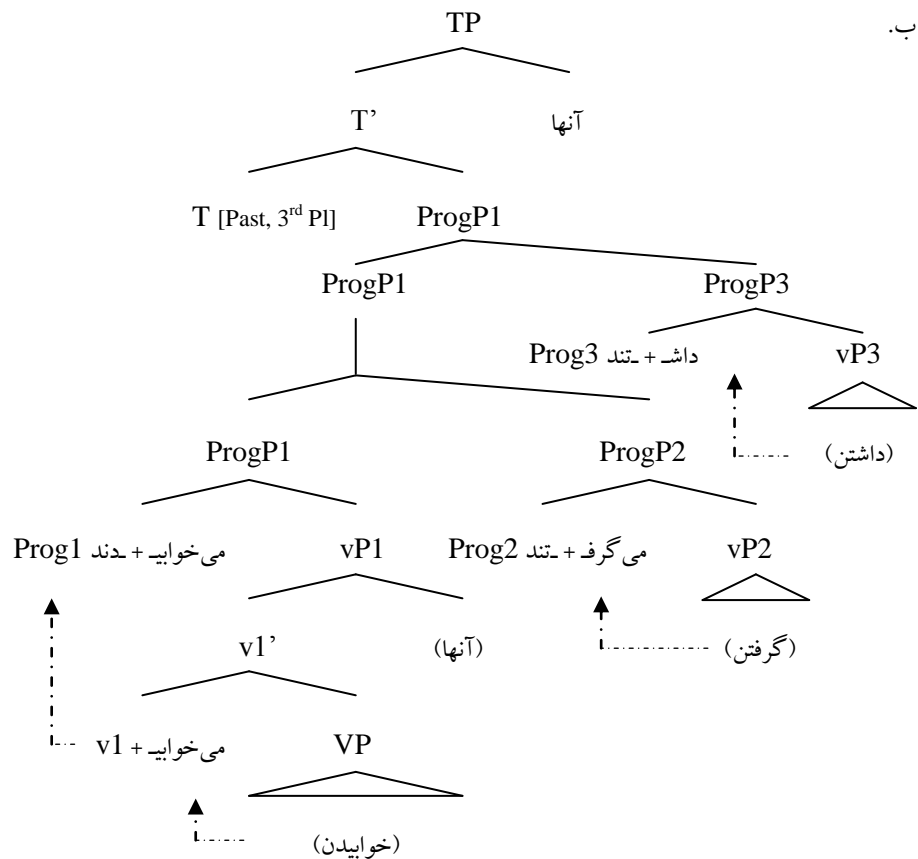 ب.
TP
T’ آنها
T [Past, 3rd Pl] ProgP1
ProgP1 ProgP3
Prog3 داشـ + ـتند vP3
ProgP1 ProgP2 (داشتن)
Prog1 می‌خوابیـ + ـدند vP1 Prog2 می‌گرفـ + ـتند vP2
v1’ (آنها) (گرفتن)
v1 + می‌خوابیـ VP
(خوابیدن)